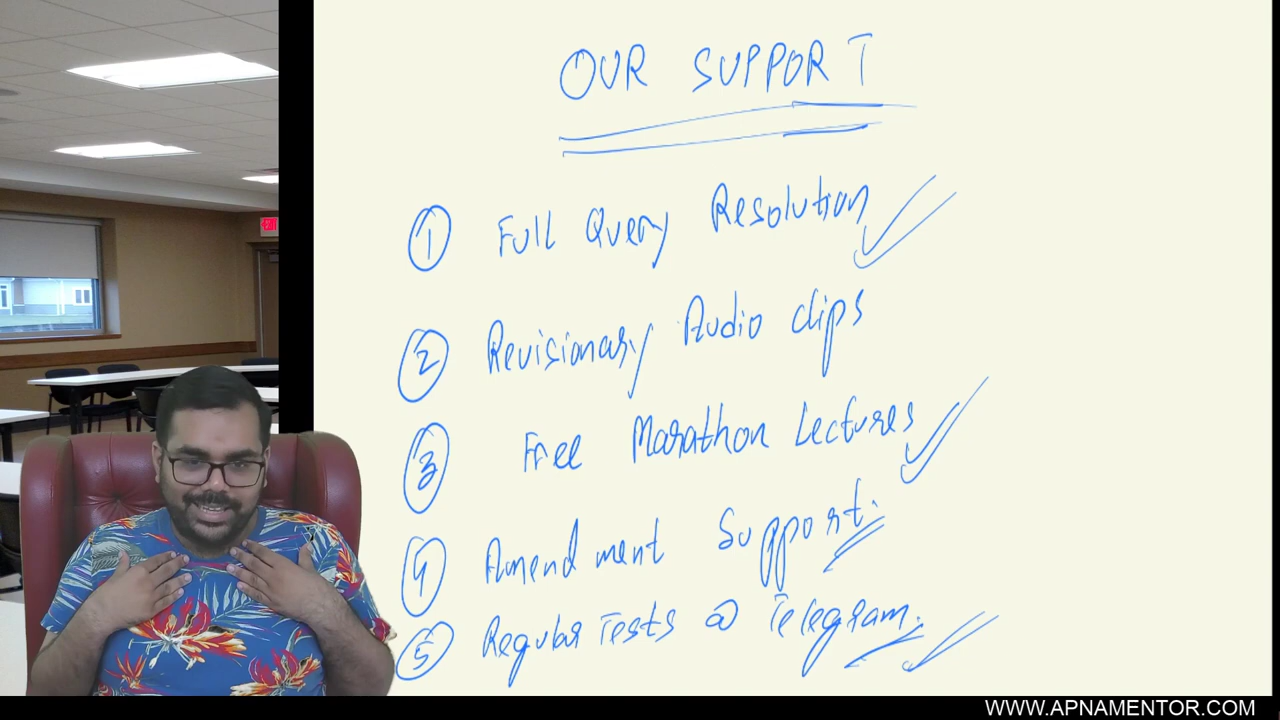 OUR SUPPORT
1 Full Query Resolution
2 Revisionary Audio clips
3 Free Marathon Lectures
4 Amendment Support.
5 Regular Tests @ Telegram.
WWW.APNAMENTOR.COM